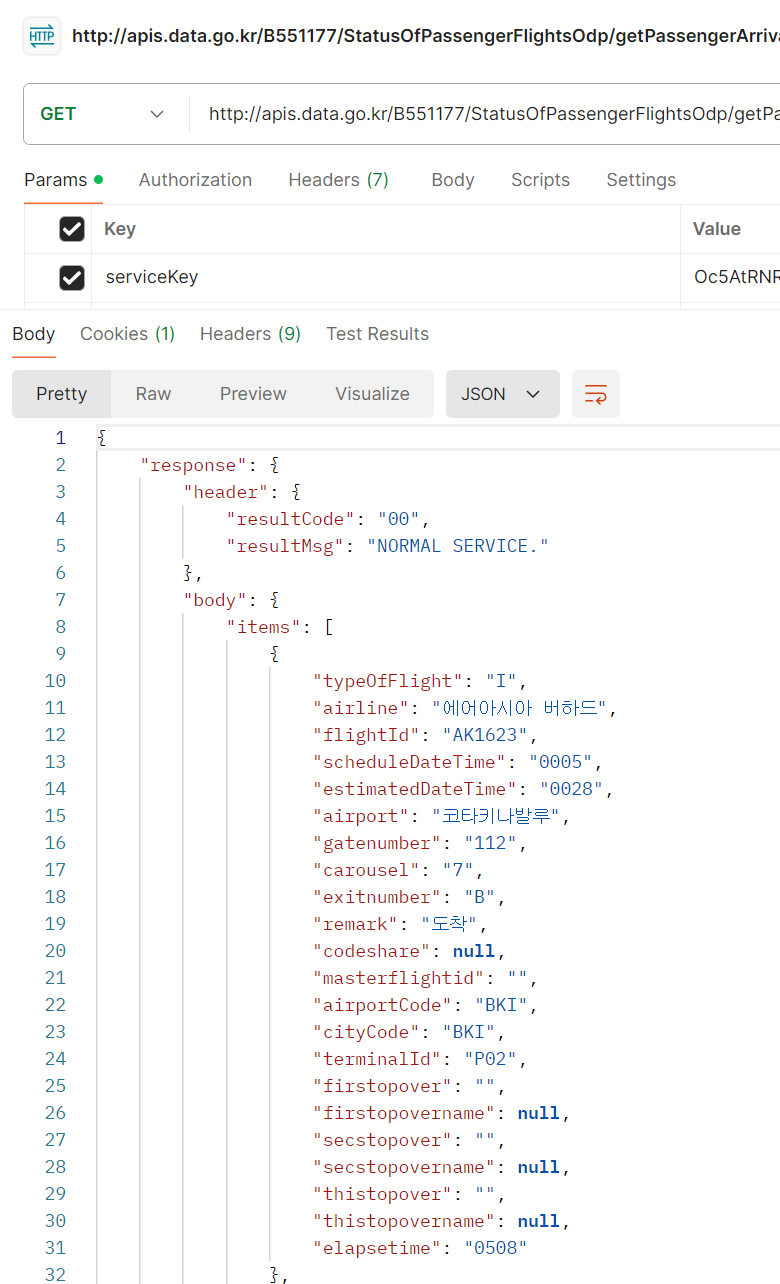 HTTP http://apis.data.go.kr/B551177/StatusOfPassengerFlightsOdp/getPassengerArriva
GET http://apis.data.go.kr/B551177/StatusOfPassengerFlightsOdp/getPa
Params Authorization Headers (7) Body Scripts Settings
Key Value
serviceKey Oc5AtRNR
Body Cookies (1) Headers (9) Test Results
Pretty Raw Preview Visualize JSON
1 {
2 "response": {
3 "header": {
4 "resultCode": "00",
5 "resultMsg": "NORMAL SERVICE."
6 },
7 "body": {
8 "items": [
9 {
10 "typeOfFlight": "I",
11 "airline": "에어아시아 버하드",
12 "flightId": "AK1623",
13 "scheduleDateTime": "0005",
14 "estimatedDateTime": "0028",
15 "airport": "코타키나발루",
16 "gatenumber": "112",
17 "carousel": "7",
18 "exitnumber": "B",
19 "remark": "도착",
20 "codeshare": null,
21 "masterflightid": "",
22 "airportCode": "BKI",
23 "cityCode": "BKI",
24 "terminalId": "P02",
25 "firstopover": "",
26 "firstopovername": null,
27 "secstopover": "",
28 "secstopovername": null,
29 "thistopover": "",
30 "thistopovername": null,
31 "elapsetime": "0508"
32 },